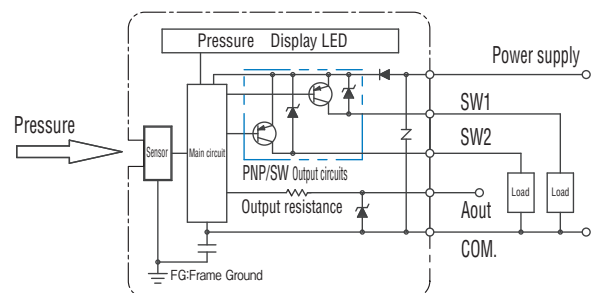 Pressure Display LED
Power supply
SW1
Pressure
SW2
Sensor
Main circuit
PNP/SW Output circuits
Load
Load
Output resistance
Aout
COM.
FG:Frame Ground